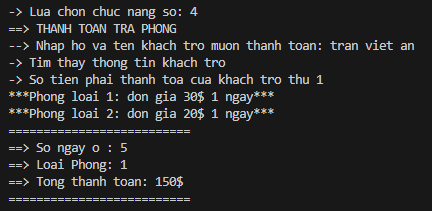 -> Lua chon chuc nang so: 4
==> THANH TOAN TRA PHONG
--> Nhap ho va ten khach tro muon thanh toan: tran viet an
-> Tim thay thong tin khach tro
-> So tien phai thanh toa cua khach tro thu 1
***Phong loai 1: don gia 30$ 1 ngay***
***Phong loai 2: don gia 20$ 1 ngay***
==========================
==> So ngay o : 5
==> Loai Phong: 1
==> Tong thanh toan: 150$
==========================